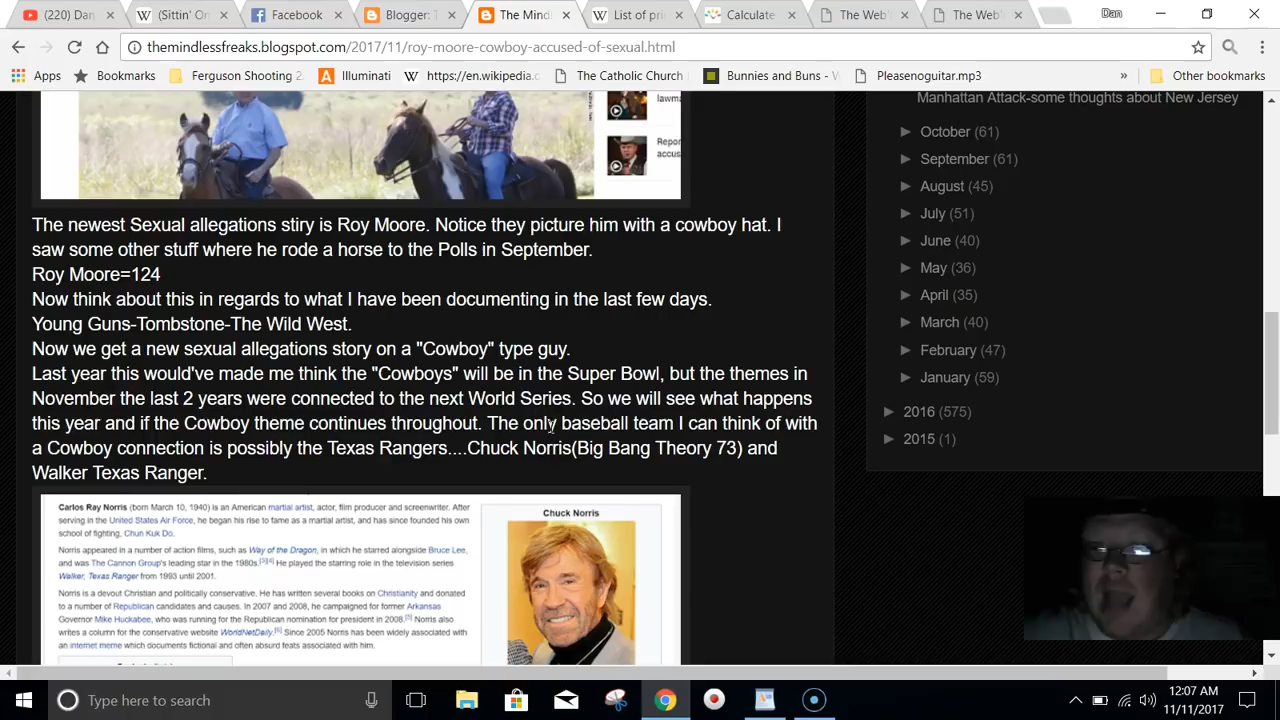 (220) Dan
(Sittin' On
Facebook
Blogger: T
The Mindl
List of pri
Calculate
The Web'
The Web'
Dan
themindlessfreaks.blogspot.com/2017/11/roy-moore-cowboy-accused-of-sexual.html
Apps
Bookmarks
Ferguson Shooting 2.
Illuminati
https://en.wikipedia.c
The Catholic Church
Bunnies and Buns - W
Pleasenoguitar.mp3
»
Other bookmarks
lawma
Repor
accus
Manhattan Attack-some thoughts about New Jersey
► October (61)
► September (61)
► August (45)
► July (51)
► June (40)
► May (36)
► April (35)
► March (40)
► February (47)
► January (59)
► 2016 (575)
► 2015 (1)
The newest Sexual allegations stiry is Roy Moore. Notice they picture him with a cowboy hat. I
saw some other stuff where he rode a horse to the Polls in September.
Roy Moore=124
Now think about this in regards to what I have been documenting in the last few days.
Young Guns-Tombstone-The Wild West.
Now we get a new sexual allegations story on a "Cowboy" type guy.
Last year this would've made me think the "Cowboys" will be in the Super Bowl, but the themes in
November the last 2 years were connected to the next World Series. So we will see what happens
this year and if the Cowboy theme continues throughout. The only baseball team I can think of with
a Cowboy connection is possibly the Texas Rangers....Chuck Norris(Big Bang Theory 73) and
Walker Texas Ranger.
Carlos Ray Norris (born March 10, 1940) is an American martial artist, actor, film producer and screenwriter. After
serving in the United States Air Force, he began his rise to fame as a martial artist, and has since founded his own
school of fighting, Chun Kuk Do.
Norris appeared in a number of action films, such as Way of the Dragon, in which he starred alongside Bruce Lee,
and was The Cannon Group's leading star in the 1980s.[3][4] He played the starring role in the television series
Walker, Texas Ranger from 1993 until 2001.
Norris is a devout Christian and politically conservative. He has written several books on Christianity and donated
to a number of Republican candidates and causes. In 2007 and 2008, he campaigned for former Arkansas
Governor Mike Huckabee, who was running for the Republican nomination for president in 2008.[5] Norris also
writes a column for the conservative website WorldNetDaily.[6] Since 2005 Norris has been widely associated with
an internet meme which documents fictional and often absurd feats associated with him.
Chuck Norris
Type here to search
12:07 AM
11/11/2017